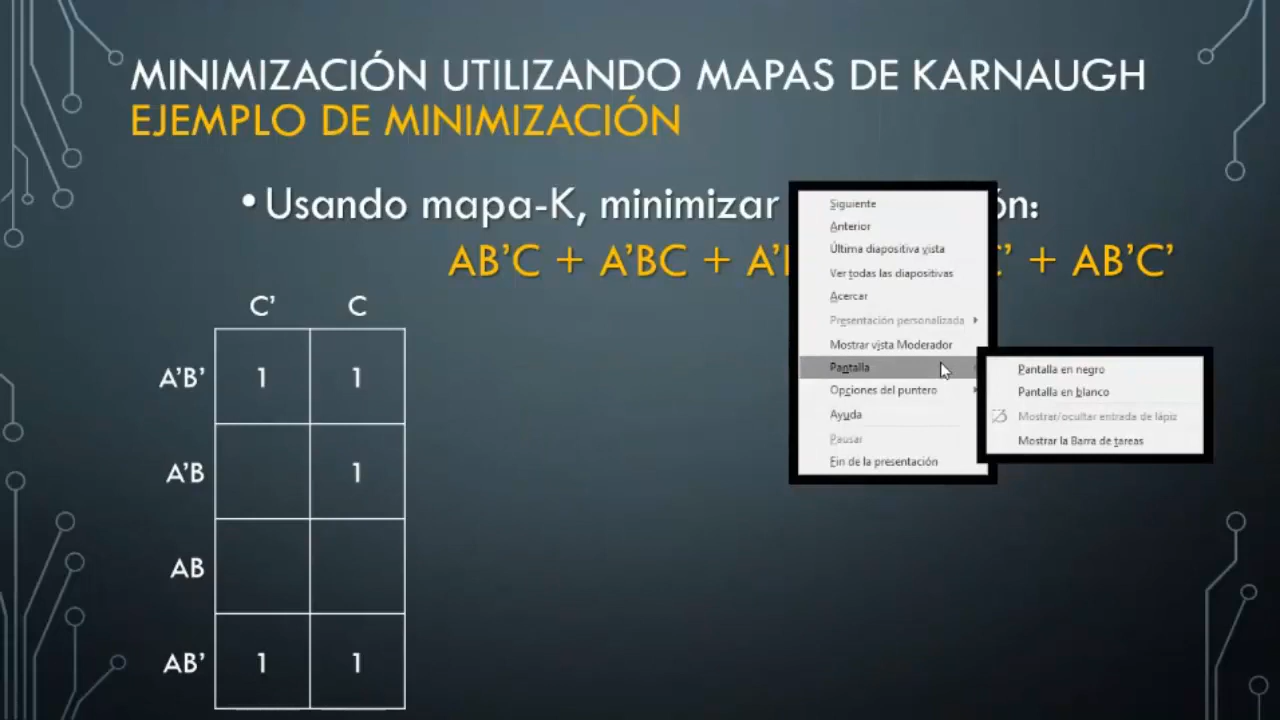 MINIMIZACIÓN UTILIZANDO MAPAS DE KARNAUGH
EJEMPLO DE MINIMIZACIÓN
• Usando mapa-K, minimizar ón:
AB’C + A’BC + A’ ’ + AB’C’
C’ C
A’B’ 1 1
A’B 1
AB
AB’ 1 1
Siguiente
Anterior
Última diapositiva vista
Ver todas las diapositivas
Acercar
Presentación personalizada
Mostrar vista Moderador
Pantalla
Opciones del puntero
Ayuda
Pausar
Fin de la presentación
Pantalla en negro
Pantalla en blanco
Mostrar/ocultar entrada de lápiz
Mostrar la Barra de tareas